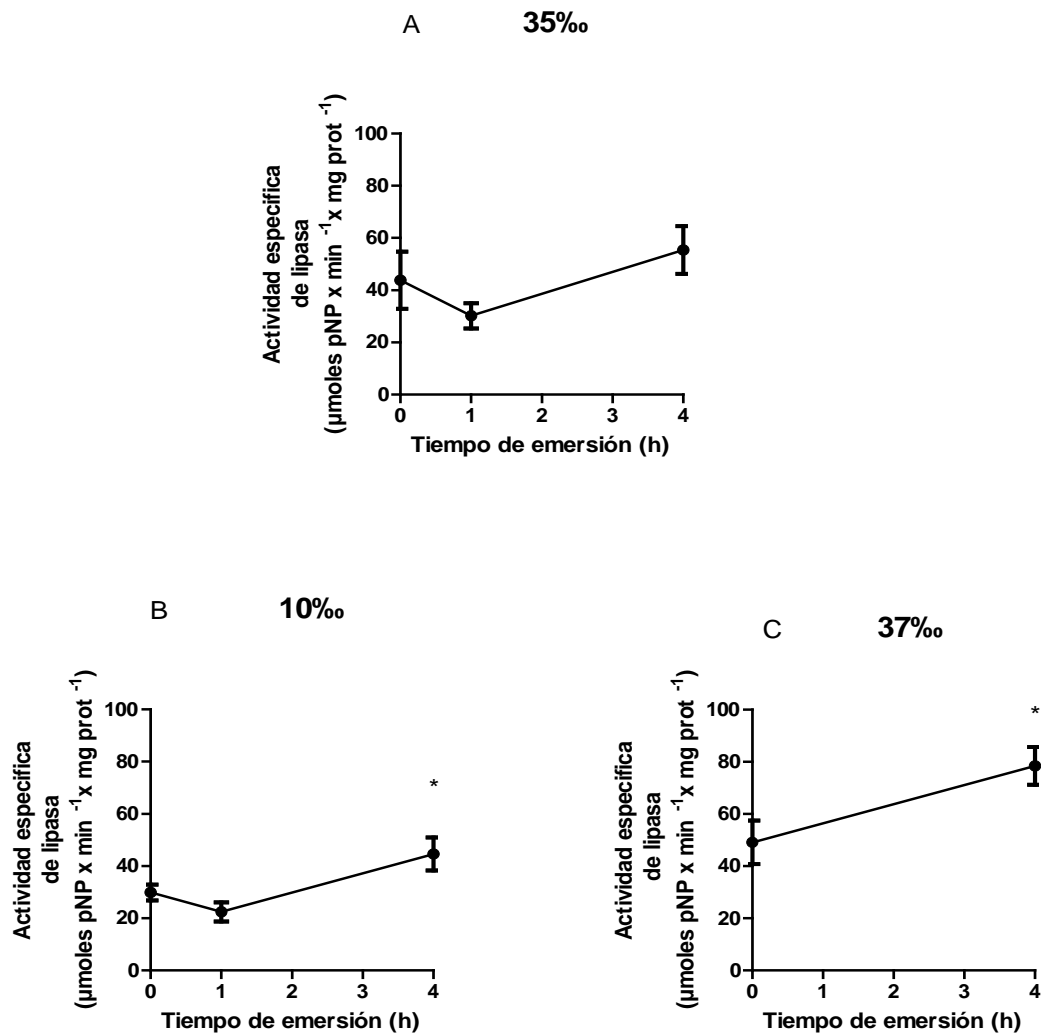 A 35‰
Actividad específica
de lipasa
(µmoles pNP x min -1 x mg prot -1)
100
80
60
40
20
0
0 1 2 3 4
Tiempo de emersión (h)
B 10‰
Actividad específica
de lipasa
(µmoles pNP x min -1 x mg prot -1)
100
80
60
40
20
0
*
0 1 2 3 4
Tiempo de emersión (h)
C 37‰
Actividad específica
de lipasa
(µmoles pNP x min -1 x mg prot -1)
100
80
60
40
20
0
*
0 1 2 3 4
Tiempo de emersión (h)